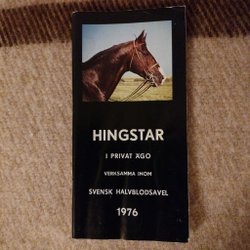 HINGSTAR
I PRIVAT ÄGO
VERKSAMMA INOM
SVENSK HALVBLODSAVEL
1976